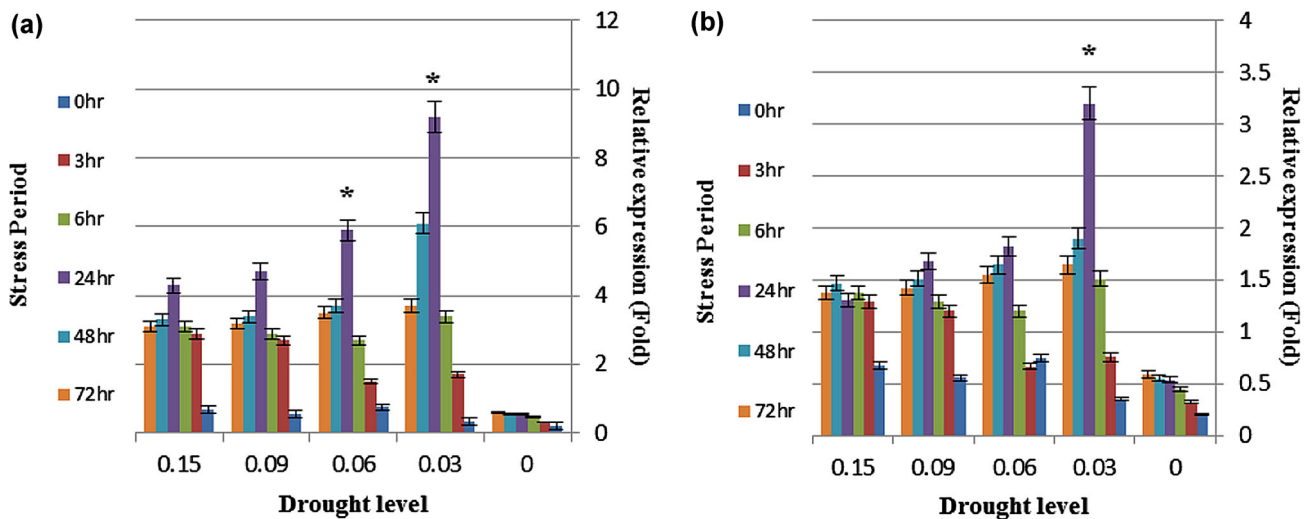 (a)
Stress Period
0hr
3hr
6hr
24hr
48hr
72hr
*
*
12
10
8
6
4
2
0
Relative expression (Fold)
0.15 0.09 0.06 0.03 0
Drought level
(b)
Stress Period
0hr
3hr
6hr
24hr
48hr
72hr
*
4
3.5
3
2.5
2
1.5
1
0.5
0
Relative expression (Fold)
0.15 0.09 0.06 0.03 0
Drought level